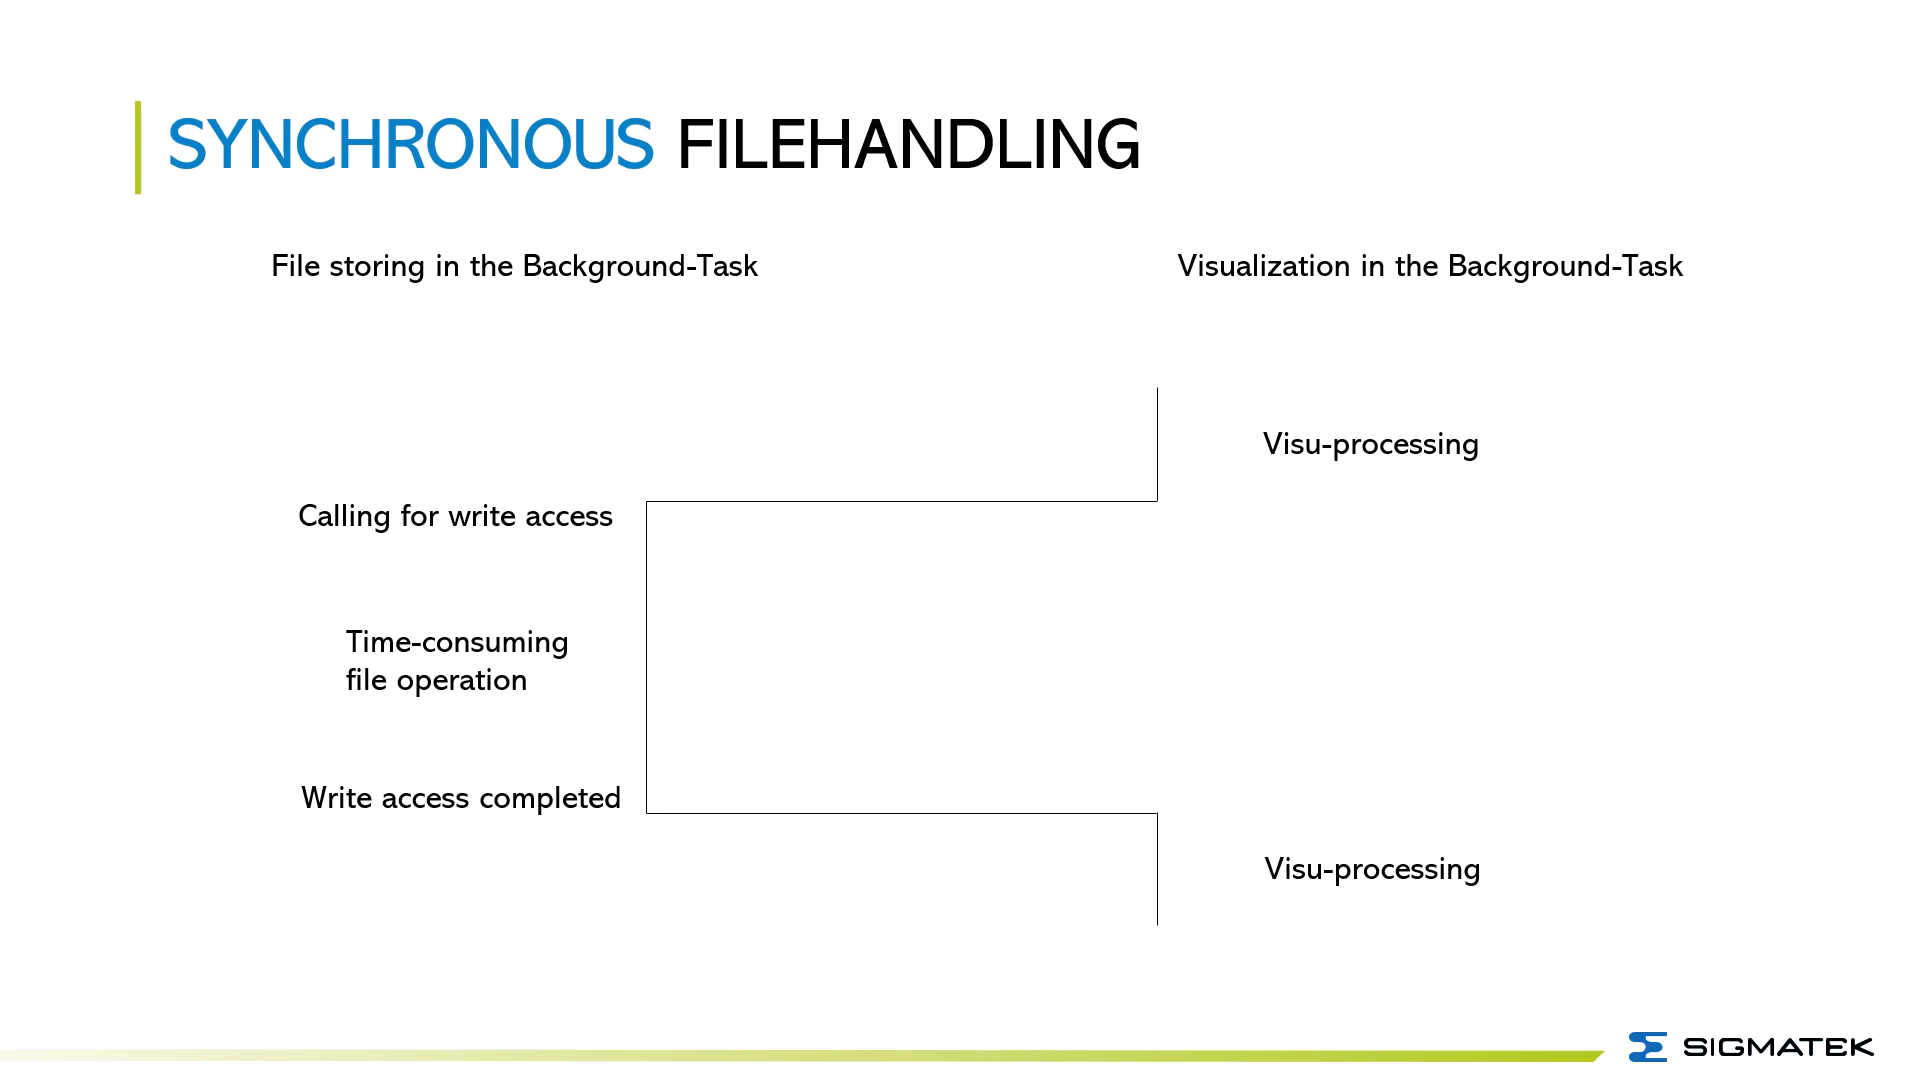 SYNCHRONOUS FILEHANDLING
File storing in the Background-Task
Visualization in the Background-Task
Visu-processing
Calling for write access
Time-consuming
file operation
Write access completed
Visu-processing
SIGMATEK